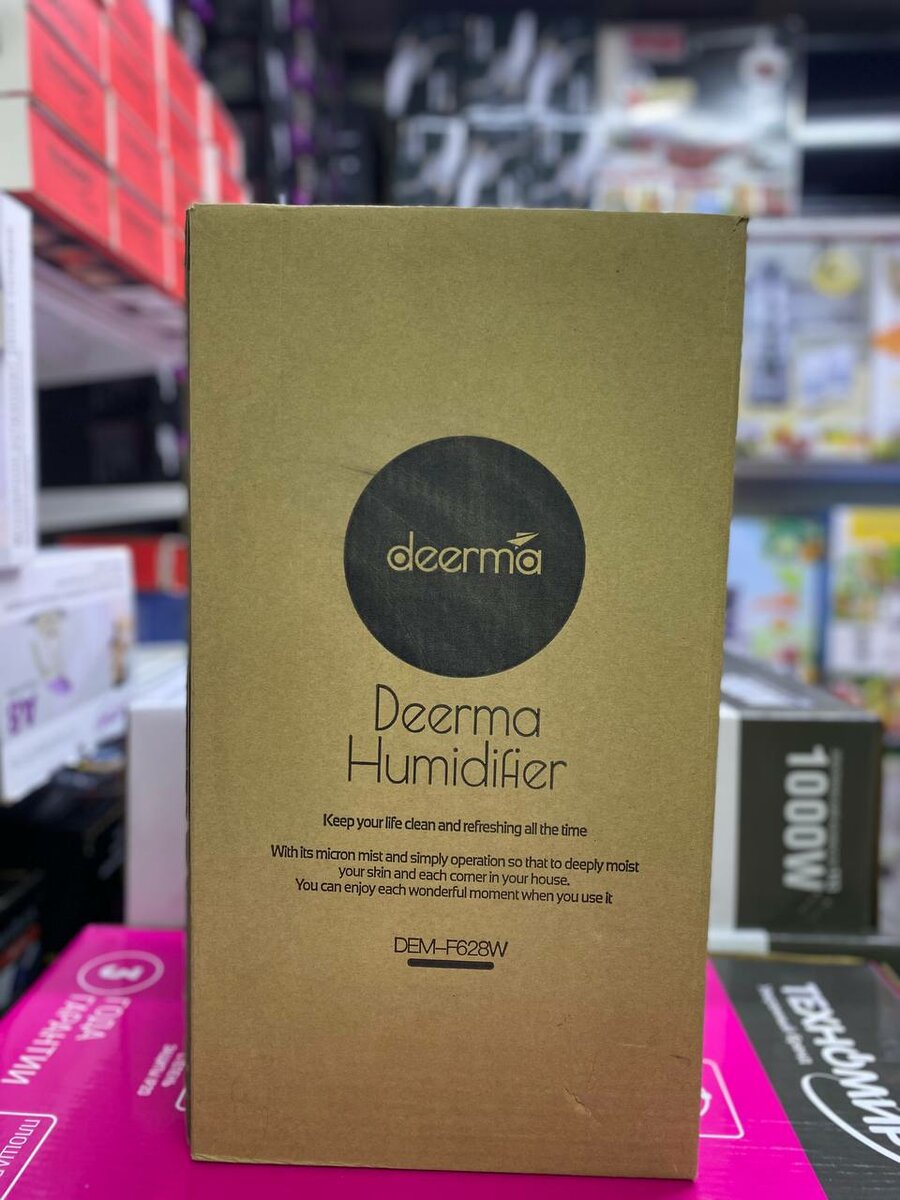 deerma
Deerma
Humidifier
Keep your life clean and refreshing all the time
With its micron mist and simply operation so that to deeply moist
your skin and each corner in your house.
You can enjoy each wonderful moment when you use it
DEM-F628W
1000W
3
ГОДА
ГАРАНТИИ
ТЕХНОМИР